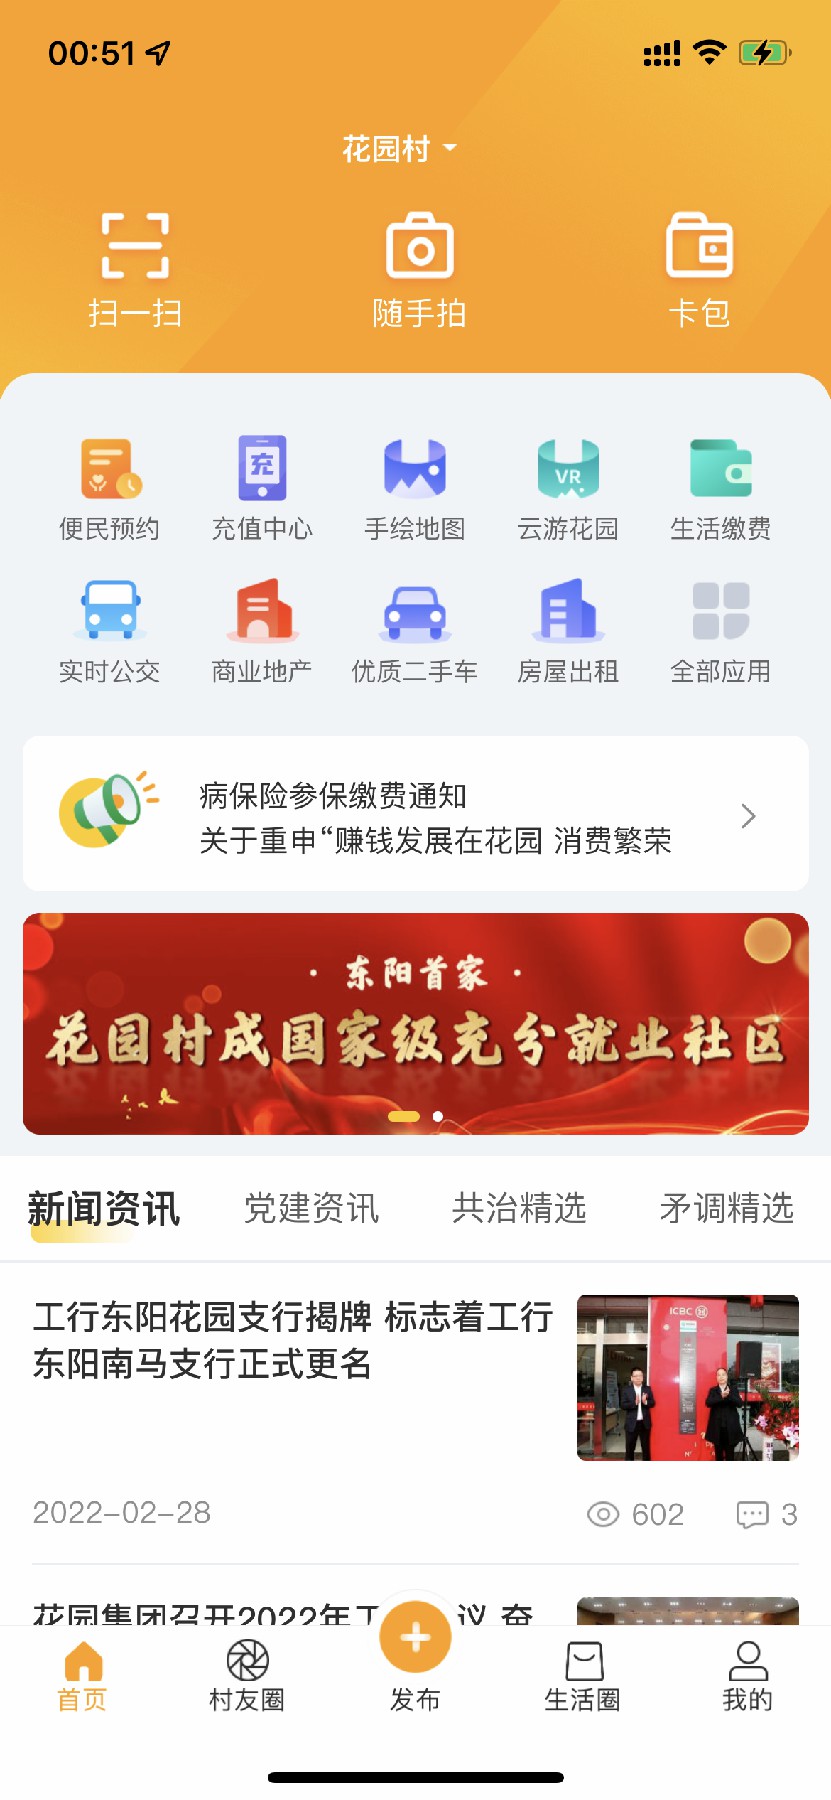 00:51
花园村
扫一扫
随手拍
卡包
充
VR
便民预约
充值中心
手绘地图
云游花园
生活缴费
实时公交
商业地产
优质二手车
房屋出租
全部应用
病保险参保缴费通知
关于重申“赚钱发展在花园 消费繁荣
· 东阳首家 ·
花园村成国家级充分就业社区
新闻资讯
党建资讯
共治精选
矛调精选
工行东阳花园支行揭牌 标志着工行
东阳南马支行正式更名
ICBC
2022-02-28
602
3
花园集团召开2022年工
议 奋
首页
村友圈
发布
生活圈
我的